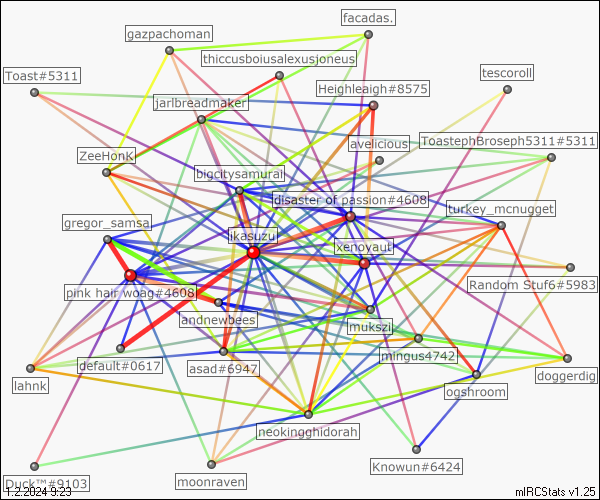 facadas.
gazpachoman
thiccusboiusalexusjoneus
Toast#5311
tescoroll
Heighleaigh#8575
jarlbreadmaker
avelicious
ToastephBroseph5311#5311
ZeeHonK
bigcitysamurai
disaster of passion#4608
turkey_mcnugget
gregor_samsa
ikasuzu
xenoyaut
Random Stuf6#5983
pink hair woag#4608
andnewbees
mukszil
mingus4742
default#0617
asad#6947
doggerdig
lahnk
ogshroom
neokingghidorah
Knowun#6424
Duck™#9103
moonraven
1.2.2024 9:23
mIRCStats v1.25